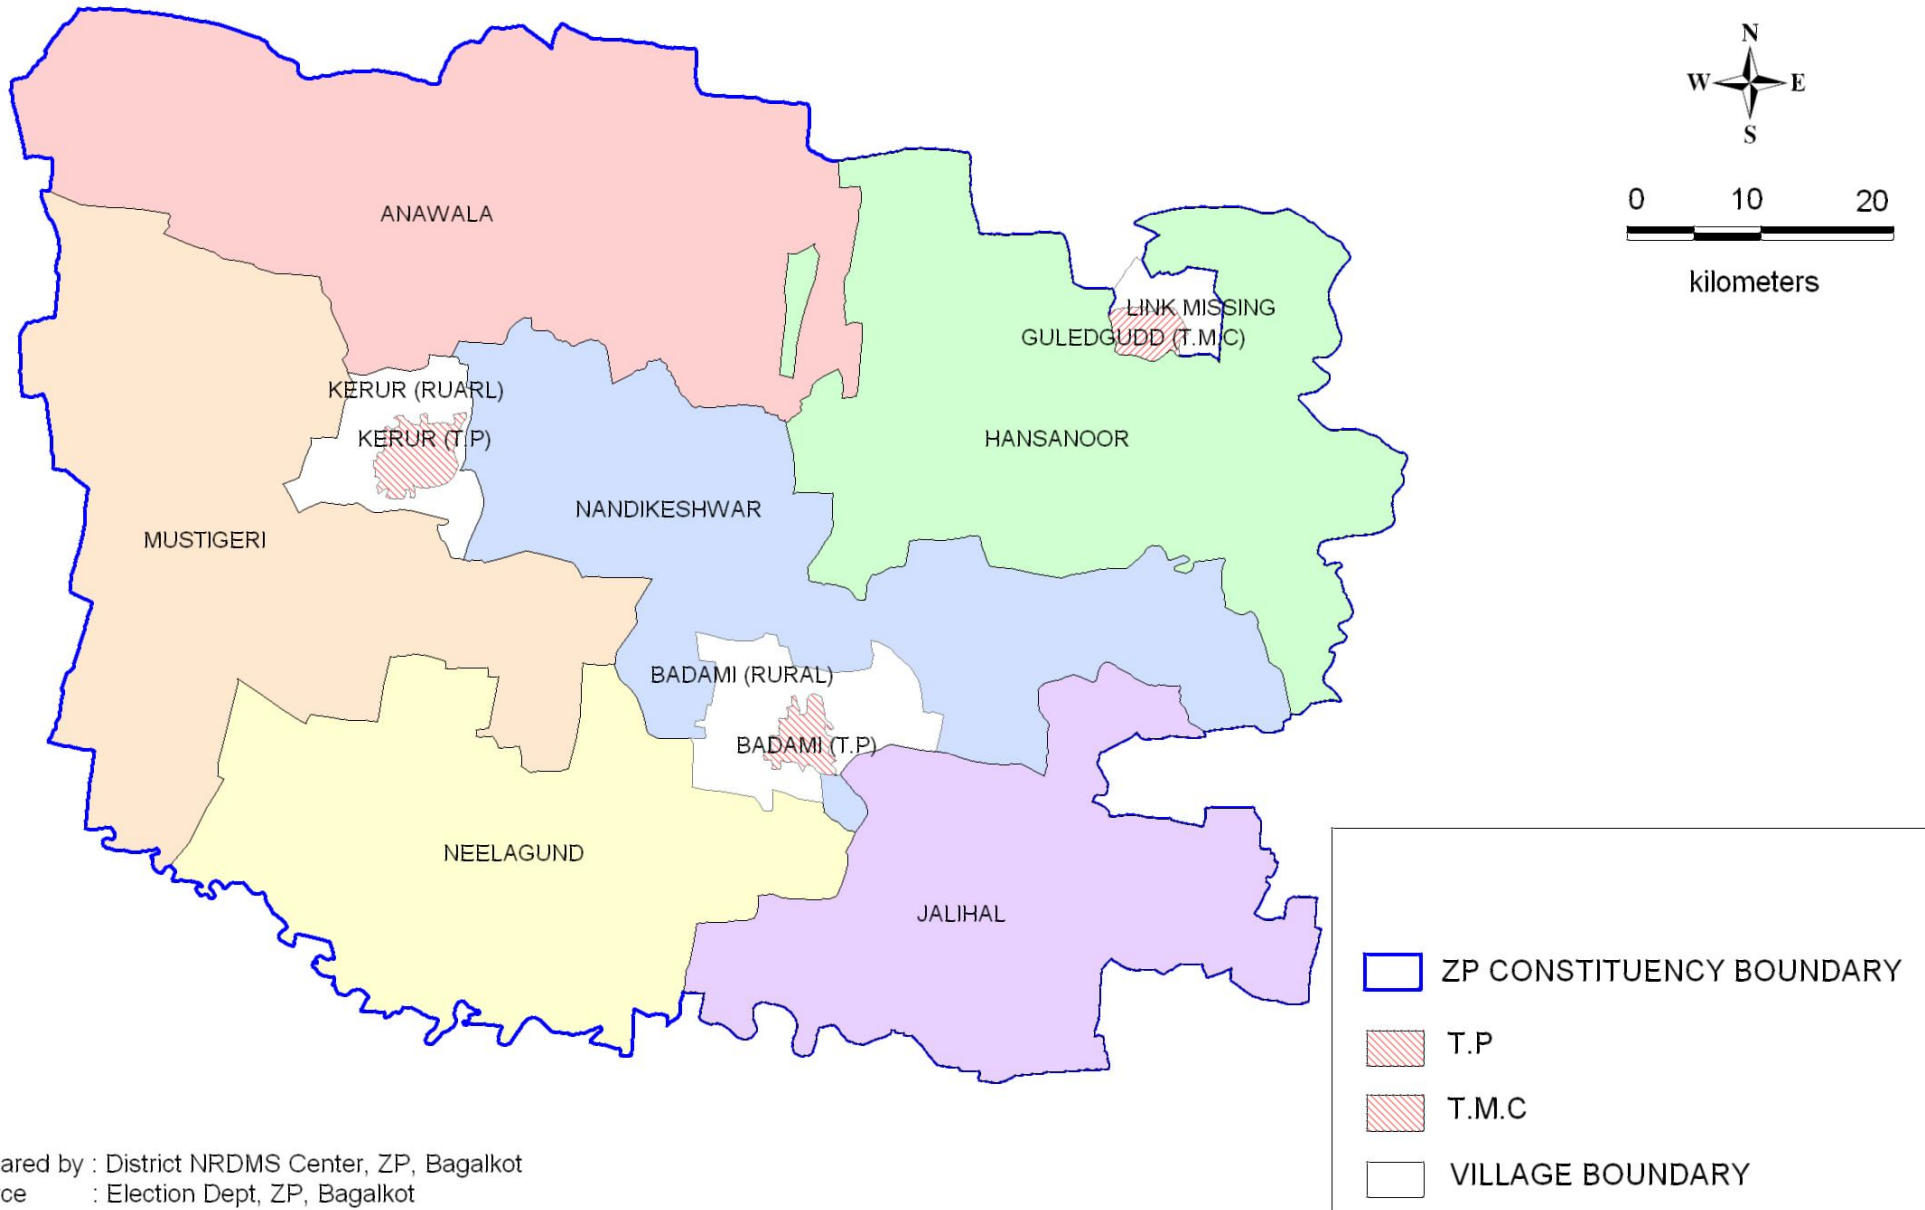 N
W E
S
0 10 20
kilometers
ANAWALA
LINK MISSING
GULEDGUDD (T.M.C)
KERUR (RUARL)
KERUR (T.P)
HANSANOOR
NANDIKESHWAR
MUSTIGERI
BADAMI (RURAL)
BADAMI (T.P)
NEELAGUND
JALIHAL
ZP CONSTITUENCY BOUNDARY
T.P
T.M.C
VILLAGE BOUNDARY
ared by : District NRDMS Center, ZP, Bagalkot
rce : Election Dept, ZP, Bagalkot